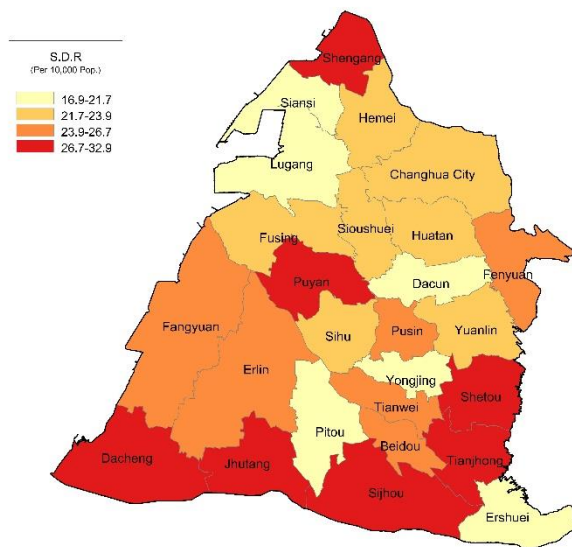 S.D.R
(Per 10,000 Pop.)
16.9-21.7
21.7-23.9
23.9-26.7
26.7-32.9
Shengang
Siansi
Hemei
Lugang
Changhua City
Sioushuei
Huatan
Fusing
Fenyuan
Puyan
Dacun
Fangyuan
Sihu
Pusin
Yuanlin
Erlin
Yongjing
Shetou
Tianwei
Pitou
Beidou
Dacheng
Jhutang
Tianjhong
Sijhou
Ershuei